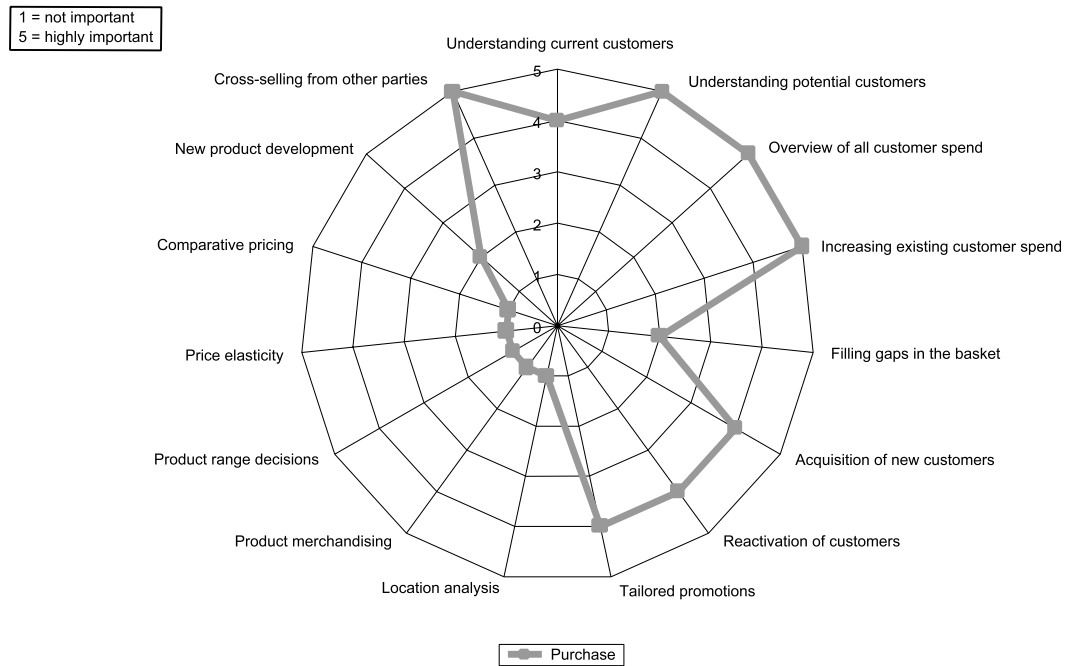 1 = not important
5 = highly important
Understanding current customers
Understanding potential customers
Overview of all customer spend
Increasing existing customer spend
Filling gaps in the basket
Acquisition of new customers
Reactivation of customers
Tailored promotions
Location analysis
Product merchandising
Product range decisions
Price elasticity
Comparative pricing
New product development
Cross-selling from other parties
5
4
3
2
1
0
Purchase